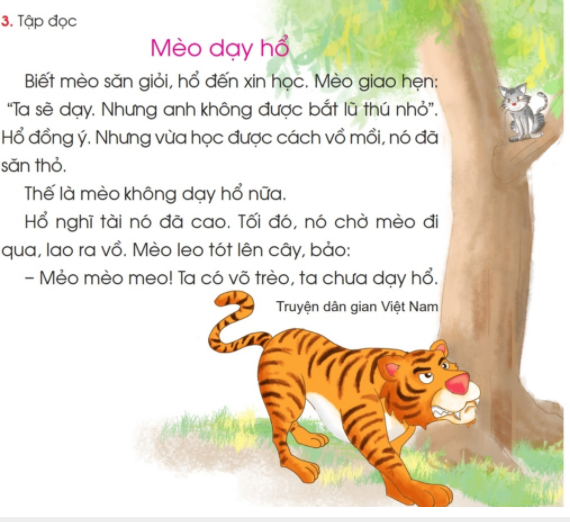 3. Tập đọc
Mèo dạy hổ
Biết mèo săn giỏi, hổ đến xin học. Mèo giao hẹn:
“Ta sẽ dạy. Nhưng anh không được bắt lũ thú nhỏ”.
Hổ đồng ý. Nhưng vừa học được cách vồ mồi, nó đã
săn thỏ.
Thế là mèo không dạy hổ nữa.
Hổ nghĩ tài nó đã cao. Tối đó, nó chờ mèo đi
qua, lao ra vồ. Mèo leo tót lên cây, bảo:
– Mẻo mèo meo! Ta có võ trèo, ta chưa dạy hổ.
Truyện dân gian Việt Nam